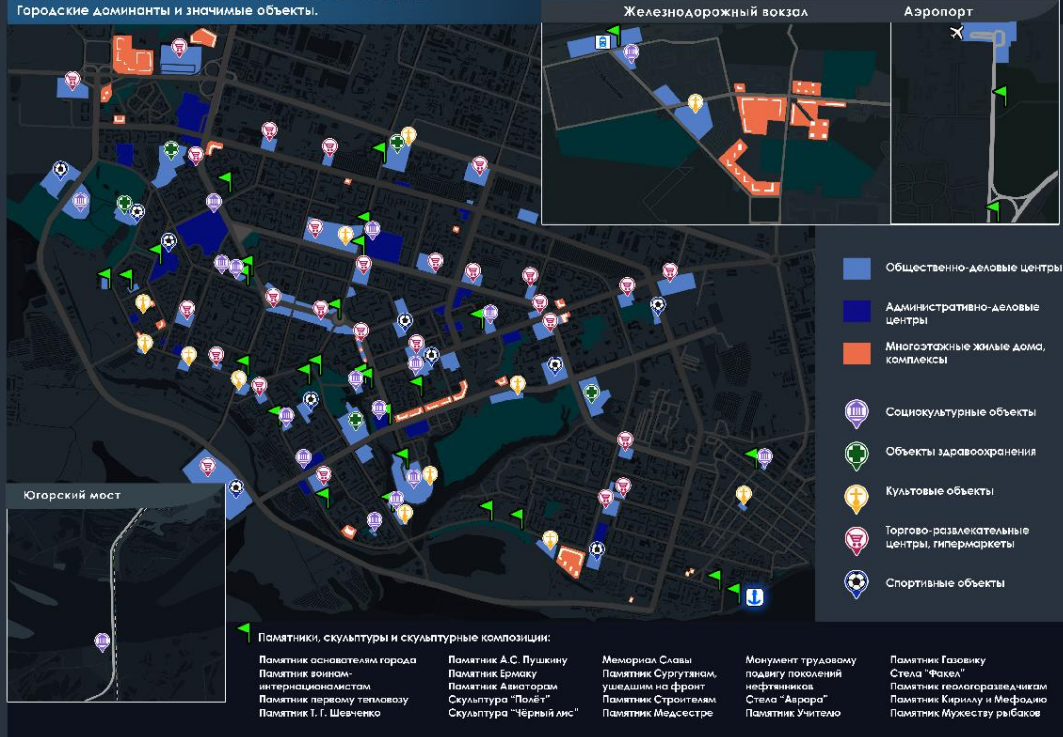 Городские доминанты и значимые объекты.
Железнодорожный вокзал
Аэропорт
Общественно-деловые центры
Административно-деловые
центры
Многоэтажные жилые дома,
комплексы
Социокультурные объекты
Объекты здравоохранения
Культовые объекты
Торгово-развлекательные
центры, гипермаркеты
Спортивные объекты
Югорский мост
Памятники, скульптуры и скульптурные композиции:
Памятник основателям города
Памятник воинам-
интернационалистам
Памятник первому тепловозу
Памятник Т. Г. Шевченко
Памятник А.С. Пушкину
Памятник Ермаку
Памятник Авиаторам
Скульптура "Полёт"
Скульптура "Чёрный лис"
Мемориал Славы
Памятник Сургутянам,
ушедшим на фронт
Памятник Строителям
Памятник Медсестре
Монумент трудовому
подвигу поколений
нефтянников
Стела "Аврора"
Памятник Учителю
Памятник Газовику
Стела "Факел"
Памятник геологоразведчикам
Памятник Кириллу и Мефодию
Памятник Мужеству рыбаков